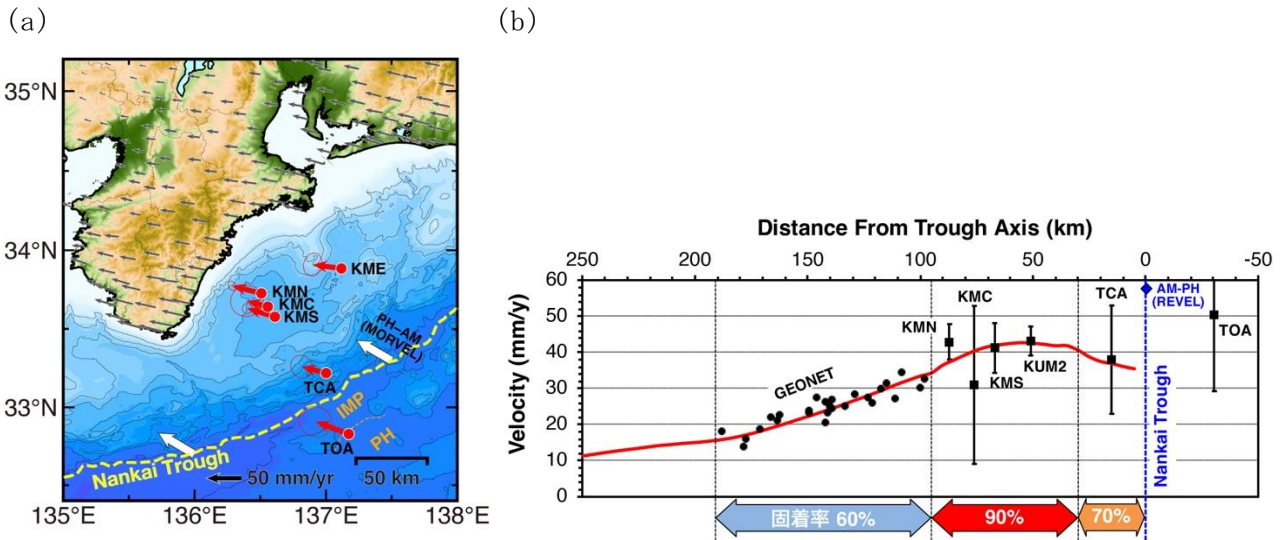 (a)
(b)
35°N
34°N
33°N
135°E
136°E
137°E
138°E
KME
KMN
KMC
KMS
PH-AM
(MORVEL)
TCA
IMP
TOA
PH
Nankai Trough
50 mm/yr
50 km
Distance From Trough Axis (km)
250
200
150
100
50
0
-50
Velocity (mm/y)
60
50
40
30
20
10
0
GEONET
KMN
KMC
KMS
KUM2
TCA
AM-PH
(REVEL)
TOA
Nankai Trough
固着率 60%
90%
70%